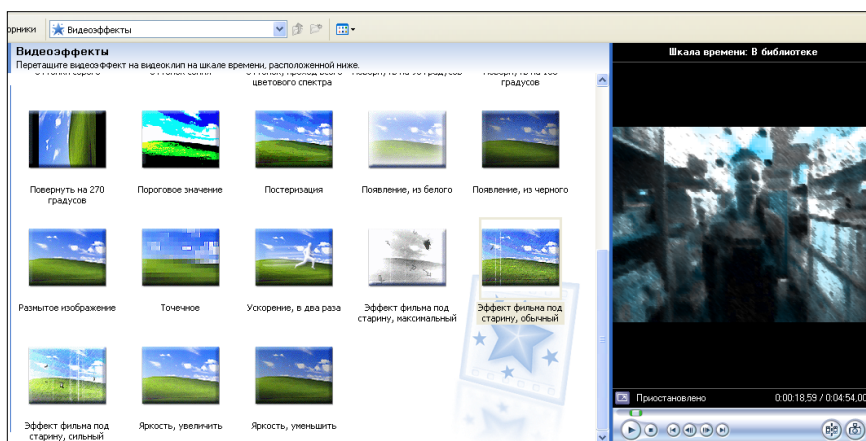 орники
Видеоэффекты
Видеоэффекты
Перетащите видеоэффект на видеоклип на шкале времени, расположенной ниже.
Шкала времени: В библиотеке
цветового спектра
градусов
Повернуть на 270
градусов
Пороговое значение
Постеризация
Появление, из белого
Появление, из черного
Размытое изображение
Точечное
Ускорение, в два раза
Эффект фильма под
старину, максимальный
Эффект фильма под
старину, обычный
Эффект фильма под
старину, сильный
Яркость, увеличить
Яркость, уменьшить
Приостановлено
0:00:18,59 / 0:04:54,00